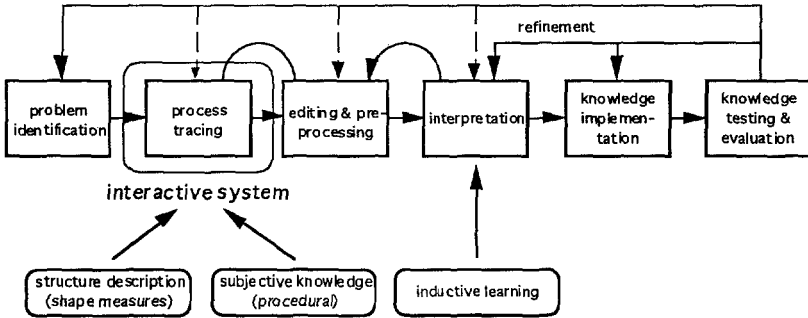 refinement
problem
identification
process
tracing
editing & pre-
processing
interpretation
knowledge
implemen-
tation
knowledge
testing &
evaluation
interactive system
structure description
(shape measures)
subjective knowledge
(procedural)
inductive learning